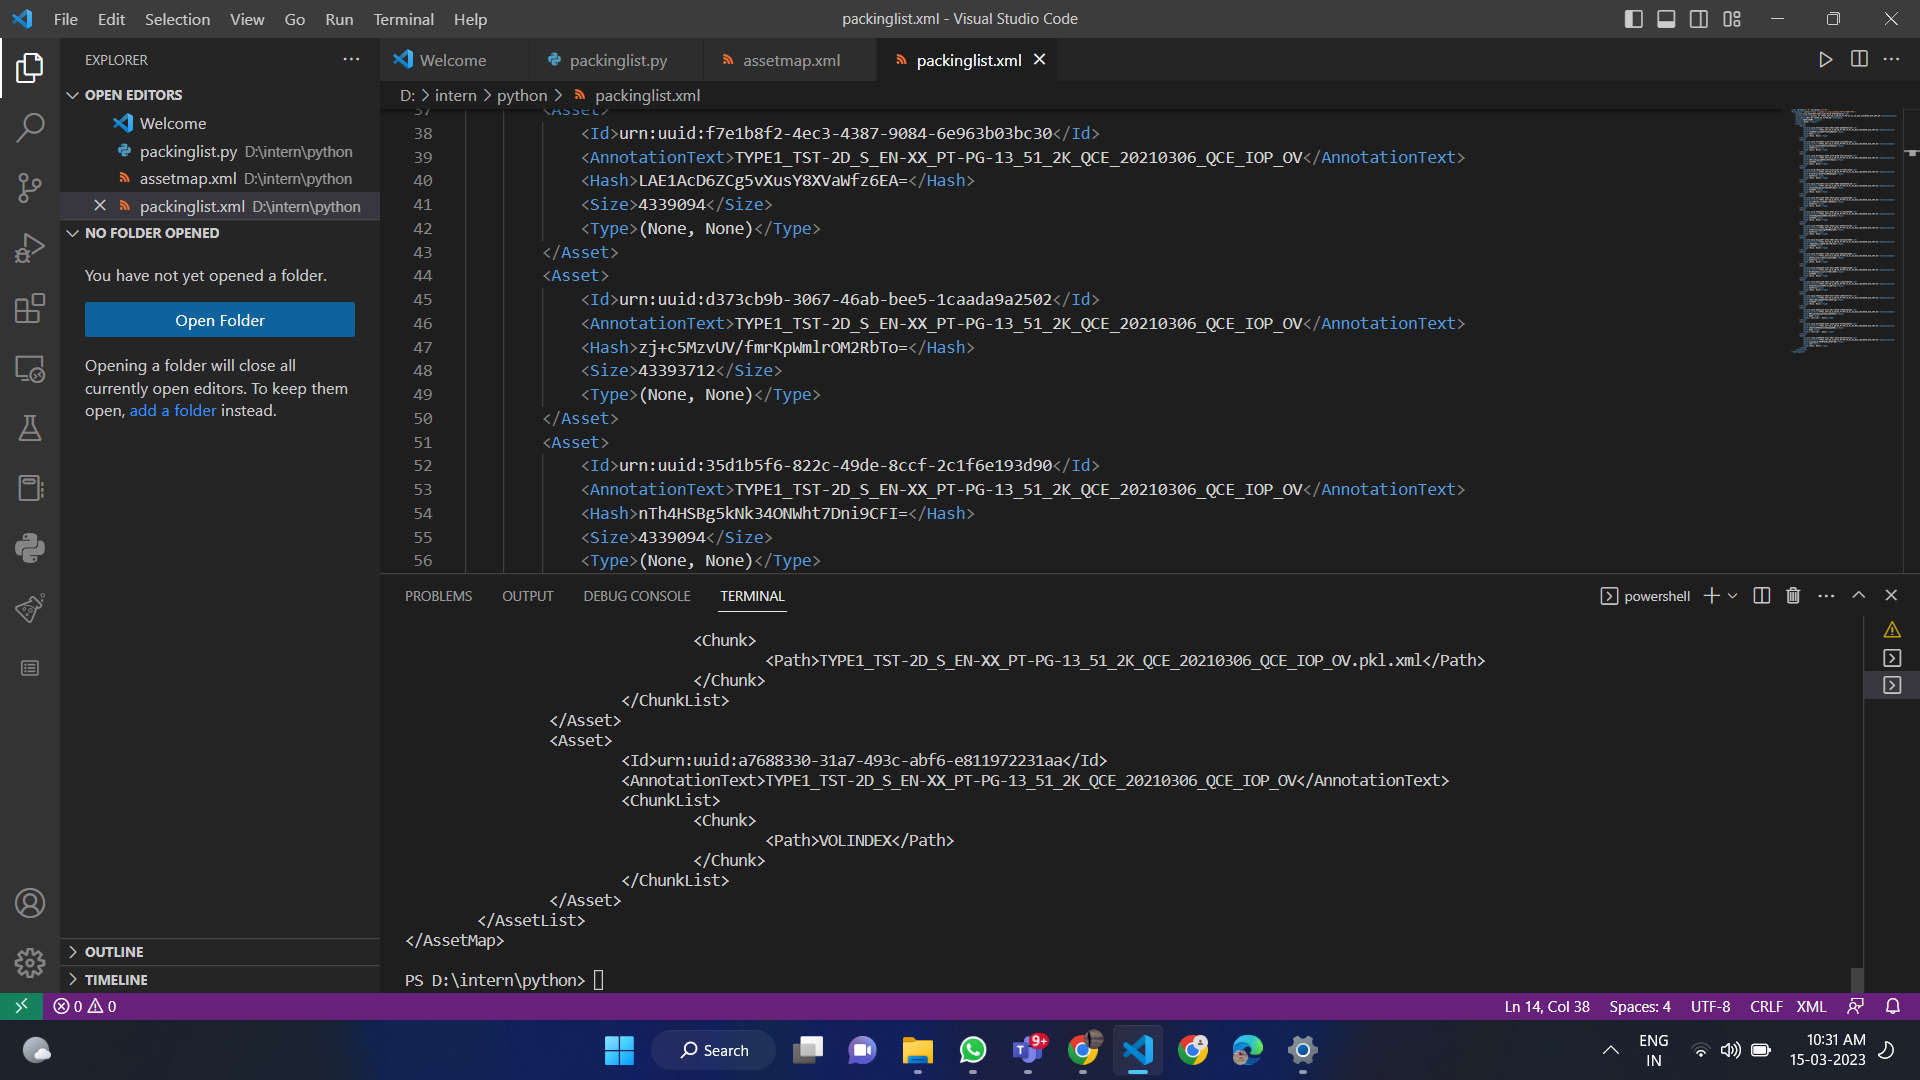 File Edit Selection View Go Run Terminal Help
packinglist.xml - Visual Studio Code
EXPLORER
OPEN EDITORS
Welcome
packinglist.py D:\intern\python
assetmap.xml D:\intern\python
packinglist.xml D:\intern\python
NO FOLDER OPENED
You have not yet opened a folder.
Open Folder
Opening a folder will close all
currently open editors. To keep them
open, add a folder instead.
OUTLINE
TIMELINE
Welcome packinglist.py assetmap.xml packinglist.xml
D: > intern > python > packinglist.xml
37 <Asset>
38 <Id>urn:uuid:f7e1b8f2-4ec3-4387-9084-6e963b03bc30</Id>
39 <AnnotationText>TYPE1_TST-2D_S_EN-XX_PT-PG-13_51_2K_QCE_20210306_QCE_IOP_OV</AnnotationText>
40 <Hash>LAE1AcD6ZCg5vXusY8XVaWfz6EA=</Hash>
41 <Size>4339094</Size>
42 <Type>(None, None)</Type>
43 </Asset>
44 <Asset>
45 <Id>urn:uuid:d373cb9b-3067-46ab-bee5-1caada9a2502</Id>
46 <AnnotationText>TYPE1_TST-2D_S_EN-XX_PT-PG-13_51_2K_QCE_20210306_QCE_IOP_OV</AnnotationText>
47 <Hash>zj+c5MzvUV/fmrKpWmlrOM2RbTo=</Hash>
48 <Size>43393712</Size>
49 <Type>(None, None)</Type>
50 </Asset>
51 <Asset>
52 <Id>urn:uuid:35d1b5f6-822c-49de-8ccf-2c1f6e193d90</Id>
53 <AnnotationText>TYPE1_TST-2D_S_EN-XX_PT-PG-13_51_2K_QCE_20210306_QCE_IOP_OV</AnnotationText>
54 <Hash>nTh4HSBg5kNk34ONWht7Dni9CFI=</Hash>
55 <Size>4339094</Size>
56 <Type>(None, None)</Type>
PROBLEMS OUTPUT DEBUG CONSOLE TERMINAL
powershell
<Chunk>
<Path>TYPE1_TST-2D_S_EN-XX_PT-PG-13_51_2K_QCE_20210306_QCE_IOP_OV.pkl.xml</Path>
</Chunk>
</ChunkList>
</Asset>
<Asset>
<Id>urn:uuid:a7688330-31a7-493c-abf6-e811972231aa</Id>
<AnnotationText>TYPE1_TST-2D_S_EN-XX_PT-PG-13_51_2K_QCE_20210306_QCE_IOP_OV</AnnotationText>
<ChunkList>
<Chunk>
<Path>VOLINDEX</Path>
</Chunk>
</ChunkList>
</Asset>
</AssetList>
</AssetMap>
PS D:\intern\python>
0 0
Ln 14, Col 38 Spaces: 4 UTF-8 CRLF XML
Search
9+
ENG
IN
10:31 AM
15-03-2023